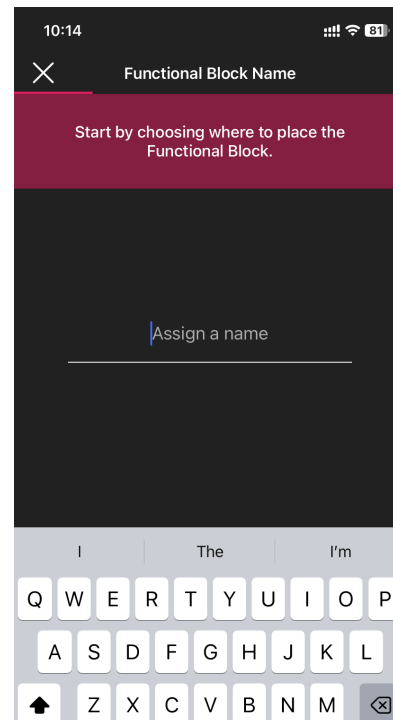 10:14
81
Functional Block Name
Start by choosing where to place the
Functional Block.
Assign a name
I The I'm
Q W E R T Y U I O P
A S D F G H J K L
Z X C V B N M